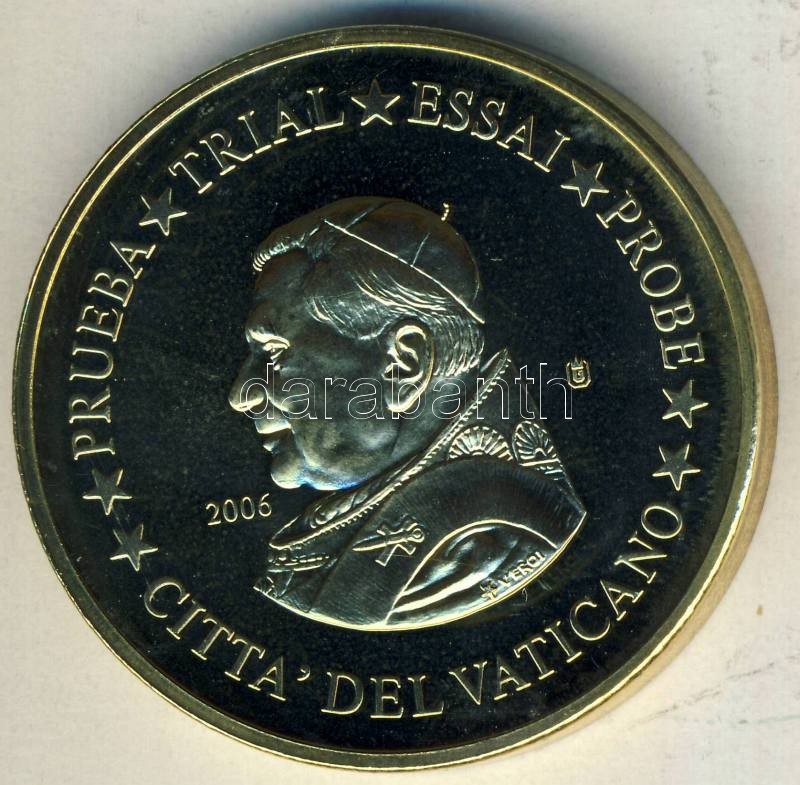 PRUEBA ★ TRIAL ★ ESSAI ★ PROBE ★
★ CITTA' DEL VATICANO ★
2006
darabanth